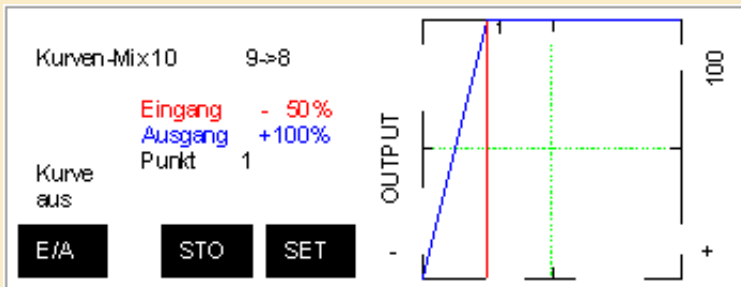 Kurven-Mix10 9->8
Eingang - 50%
Ausgang +100%
Punkt 1
Kurve
aus
E/A STO SET
1
OUTPUT
100
- +